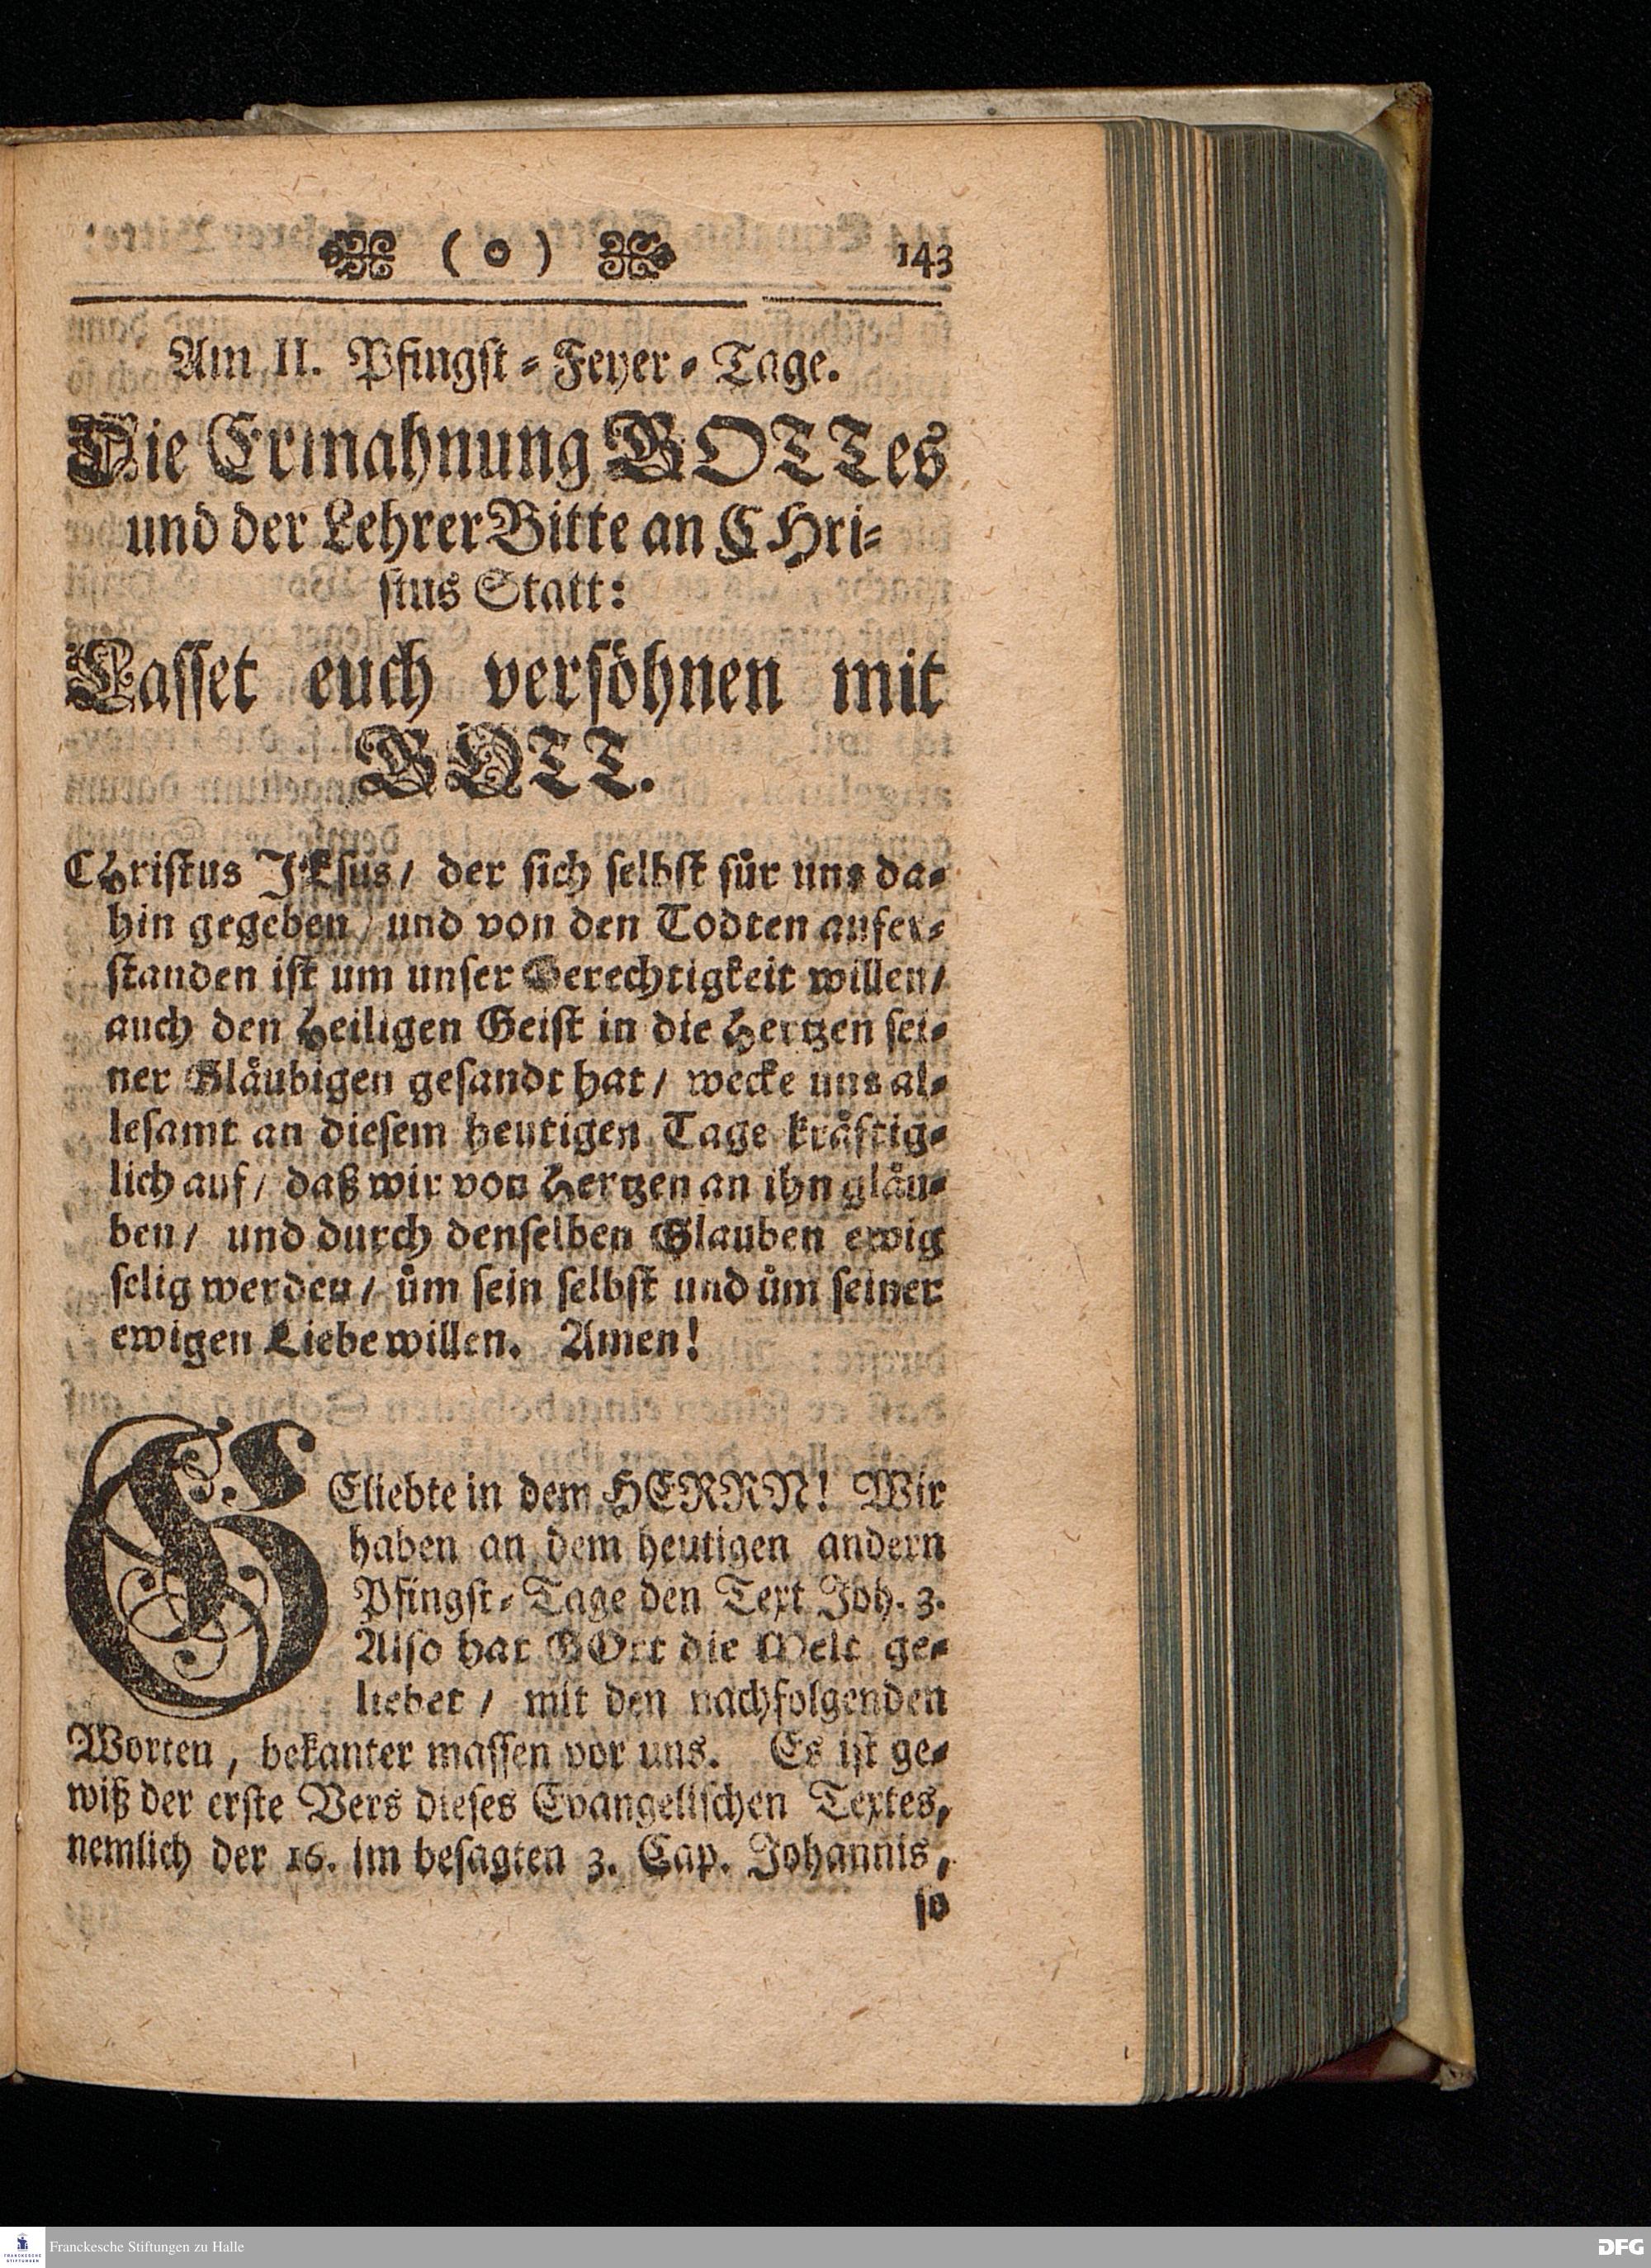 ( o ) 143
Am II. Pfingst-Feyer-Tage.
Die Ermahnung GOTTes
und der Lehrer Bitte an CHri-
stus Statt:
Lasset euch versöhnen mit
GOTT.
CHristus JEsus/ der sich selbst für uns da-
hin gegeben/ und von den Todten aufer-
standen ist um unser Gerechtigkeit willen/
auch den Heiligen Geist in die Hertzen sei-
ner Gläubigen gesandt hat/ wecke uns al-
lesamt an diesem heutigen Tage kräftig-
lich auf/ daß wir von Hertzen an ihn gläu-
ben/ und durch denselben Glauben ewig
selig werden/ üm sein selbst und üm seiner
ewigen Liebe willen. Amen!
GEliebte in dem HERRN! Wir
haben an dem heutigen andern
Pfingst-Tage den Text Joh. 3.
Also hat GOtt die Welt ge-
liebet/ mit den nachfolgenden
Worten, bekanter massen vor uns. Es ist ge-
wiß der erste Vers dieses Evangelischen Textes,
nemlich der 16. im besagten 3. Cap. Johannis,
so
FRANCKESCHE STIFTUNGEN
Franckesche Stiftungen zu Halle
DFG